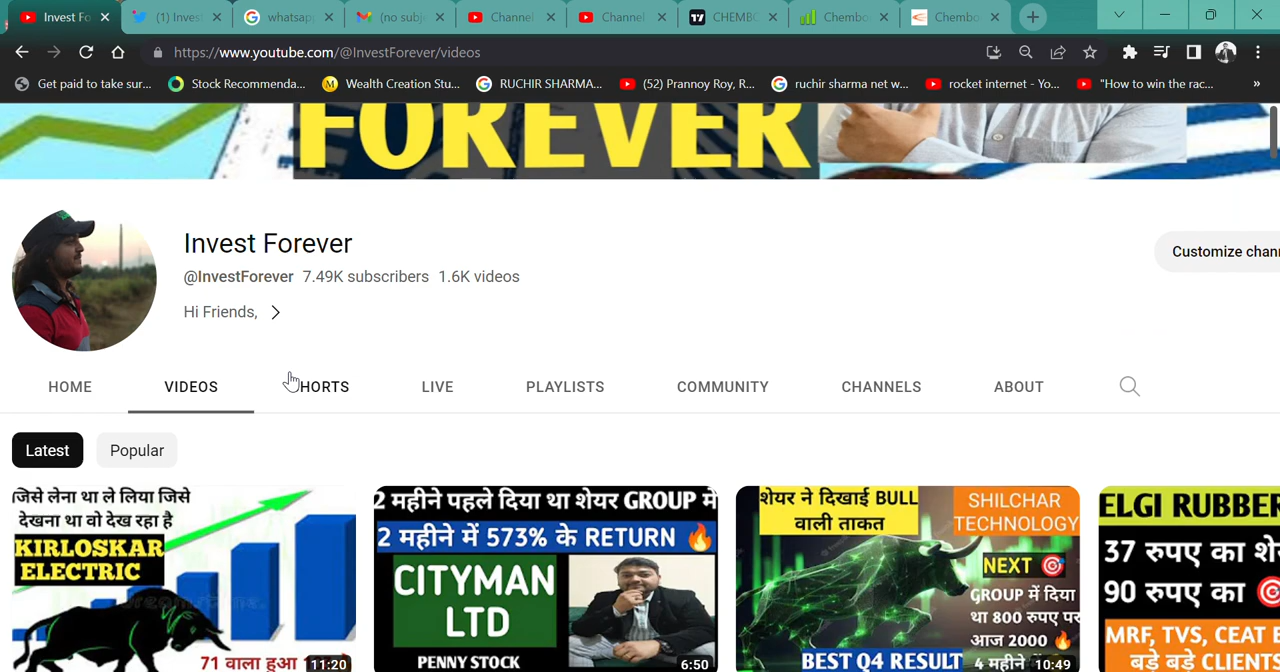 Invest Fo
(1) Invest
whatsapp
(no subj
Channel
Channel
CHEMBO
Chembo
Chembo
https://www.youtube.com/@InvestForever/videos
Get paid to take sur...
Stock Recommenda...
Wealth Creation Stu...
RUCHIR SHARMA...
(52) Prannoy Roy, R...
ruchir sharma net w...
rocket internet - Yo...
"How to win the rac...
»
FOREVER
Invest Forever
@InvestForever 7.49K subscribers 1.6K videos
Hi Friends,
Customize chann
HOME
VIDEOS
HORTS
LIVE
PLAYLISTS
COMMUNITY
CHANNELS
ABOUT
Latest
Popular
जिसे लेना था ले लिया जिसे
देखना था वो देख रहा है
KIRLOSKAR
ELECTRIC
71 वाला हुआ
11:20
2 महीने पहले दिया था शेयर GROUP में
2 महीने में 573% के RETURN
CITYMAN
LTD
PENNY STOCK
6:50
शेयर ने दिखाई BULL
वाली ताकत
SHILCHAR
TECHNOLOGY
NEXT
GROUP में दिया
था 800 रुपए पर
आज 2000
BEST Q4 RESULT
4 महीने
10:49
ELGI RUBBER
37 रुपए का शे
90 रुपए का
MRF, TVS, CEAT
बड़े बड़े CLIENTS